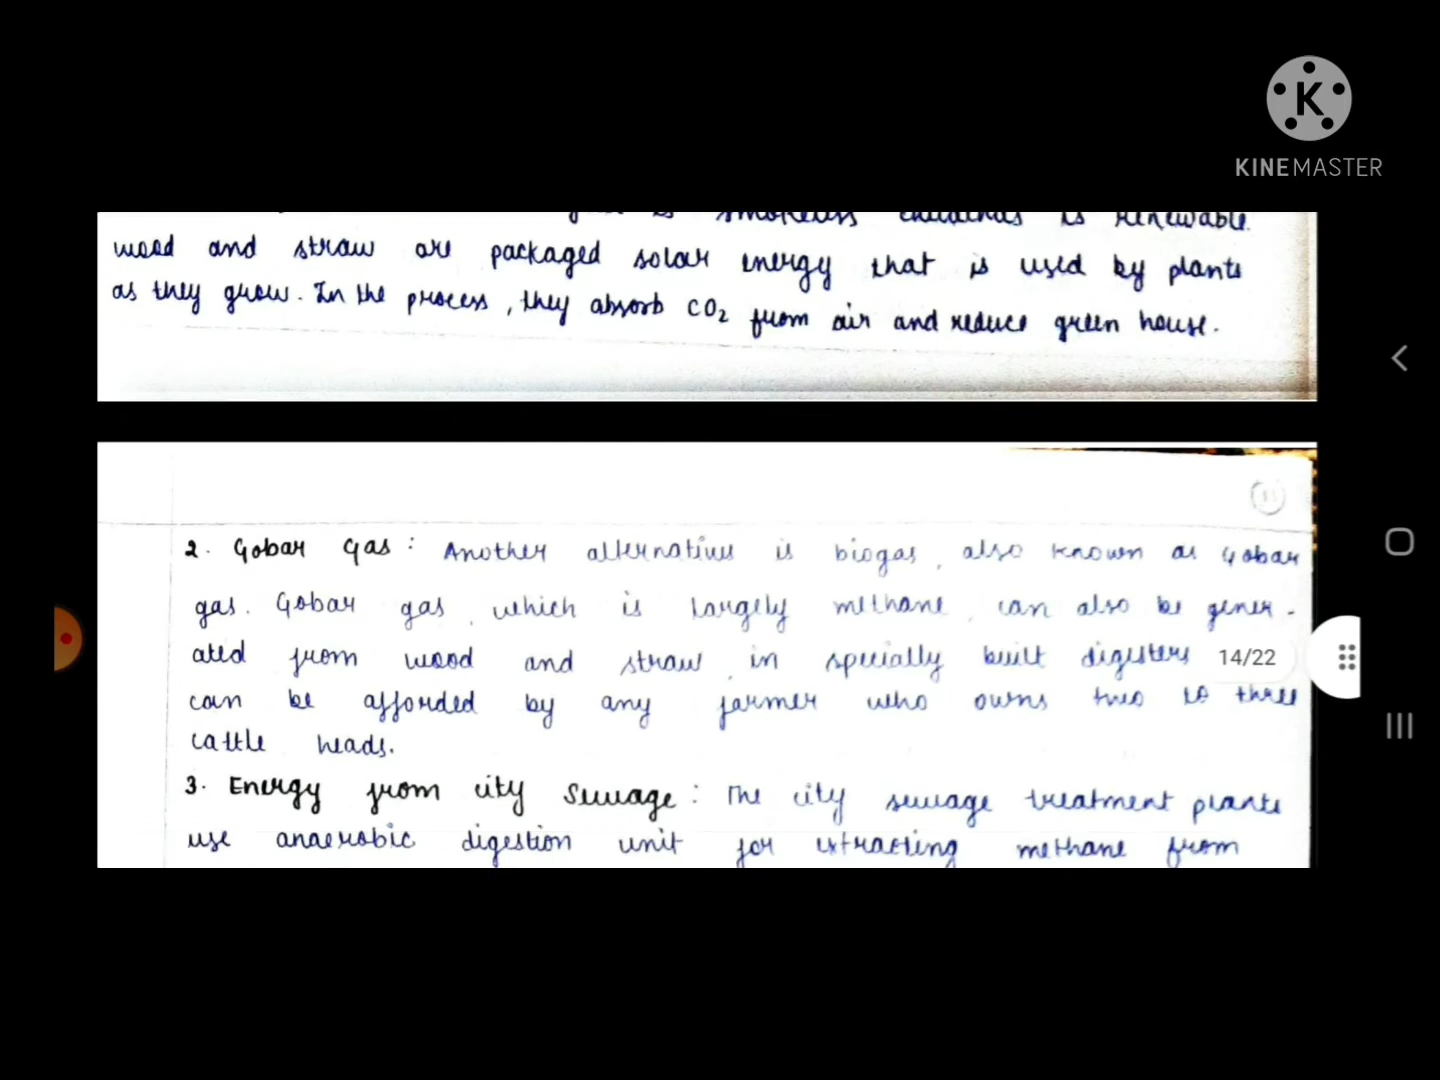 KINEMASTER
is smokeless is renewable.
wood and straw are packaged solar energy that is used by plants
as they grow. In the process, they absorb CO2 from air and reduce green house.
2. Gobar Gas: Another alternative is biogas, also known as Gobar
gas. Gobar gas, which is largely methane, can also be gener-
ated from wood and straw in specially built digesters
14/22
can be afforded by any farmer who owns two to three
cattle heads.
3. Energy from city Sewage: The city sewage treatment plants
use anaerobic digestion unit for extracting methane from